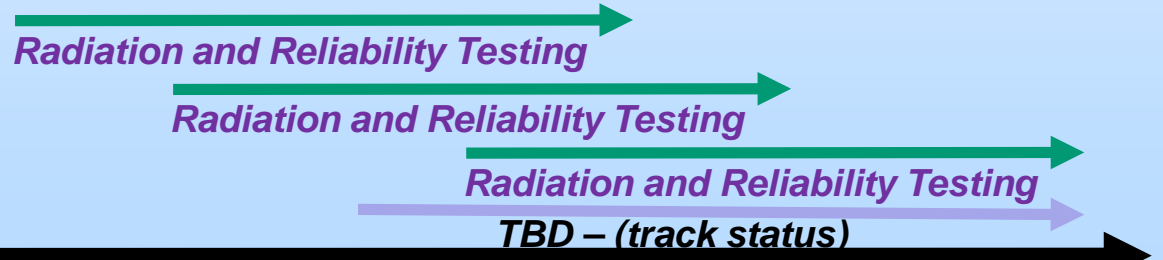 Radiation and Reliability Testing
Radiation and Reliability Testing
Radiation and Reliability Testing
TBD – (track status)